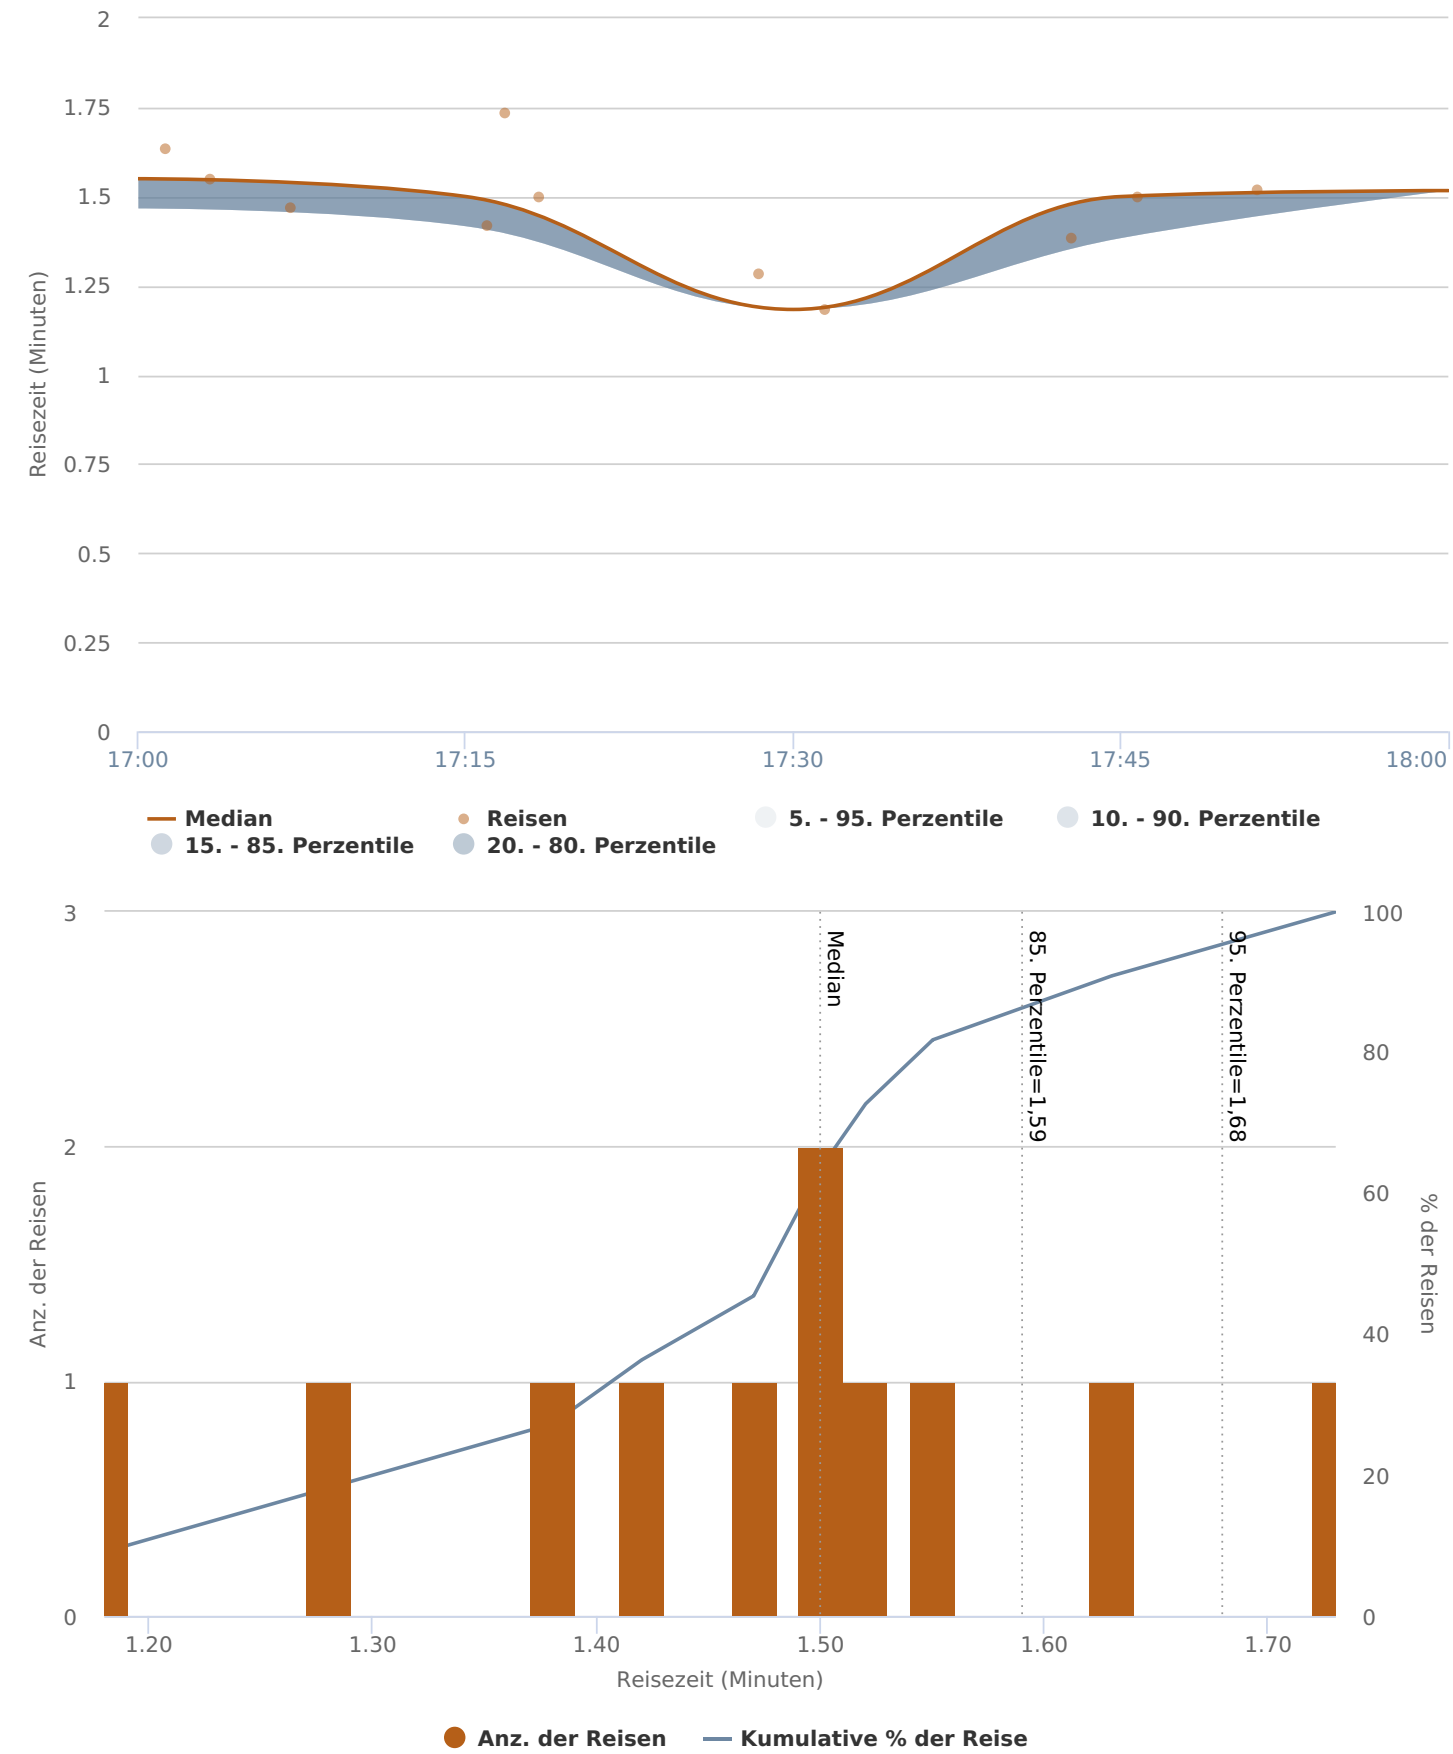 2
1.75
1.5
1.25
1
0.75
0.5
0.25
0
Reisezeit (Minuten)
17:00 17:15 17:30 17:45 18:00
Median Reisen 5. - 95. Perzentile 10. - 90. Perzentile
15. - 85. Perzentile 20. - 80. Perzentile
3
2
1
0
Anz. der Reisen
Median
85. Perzentile=1,59
95. Perzentile=1,68
100
80
60
40
20
0
% der Reisen
1.20 1.30 1.40 1.50 1.60 1.70
Reisezeit (Minuten)
Anz. der Reisen Kumulative % der Reise